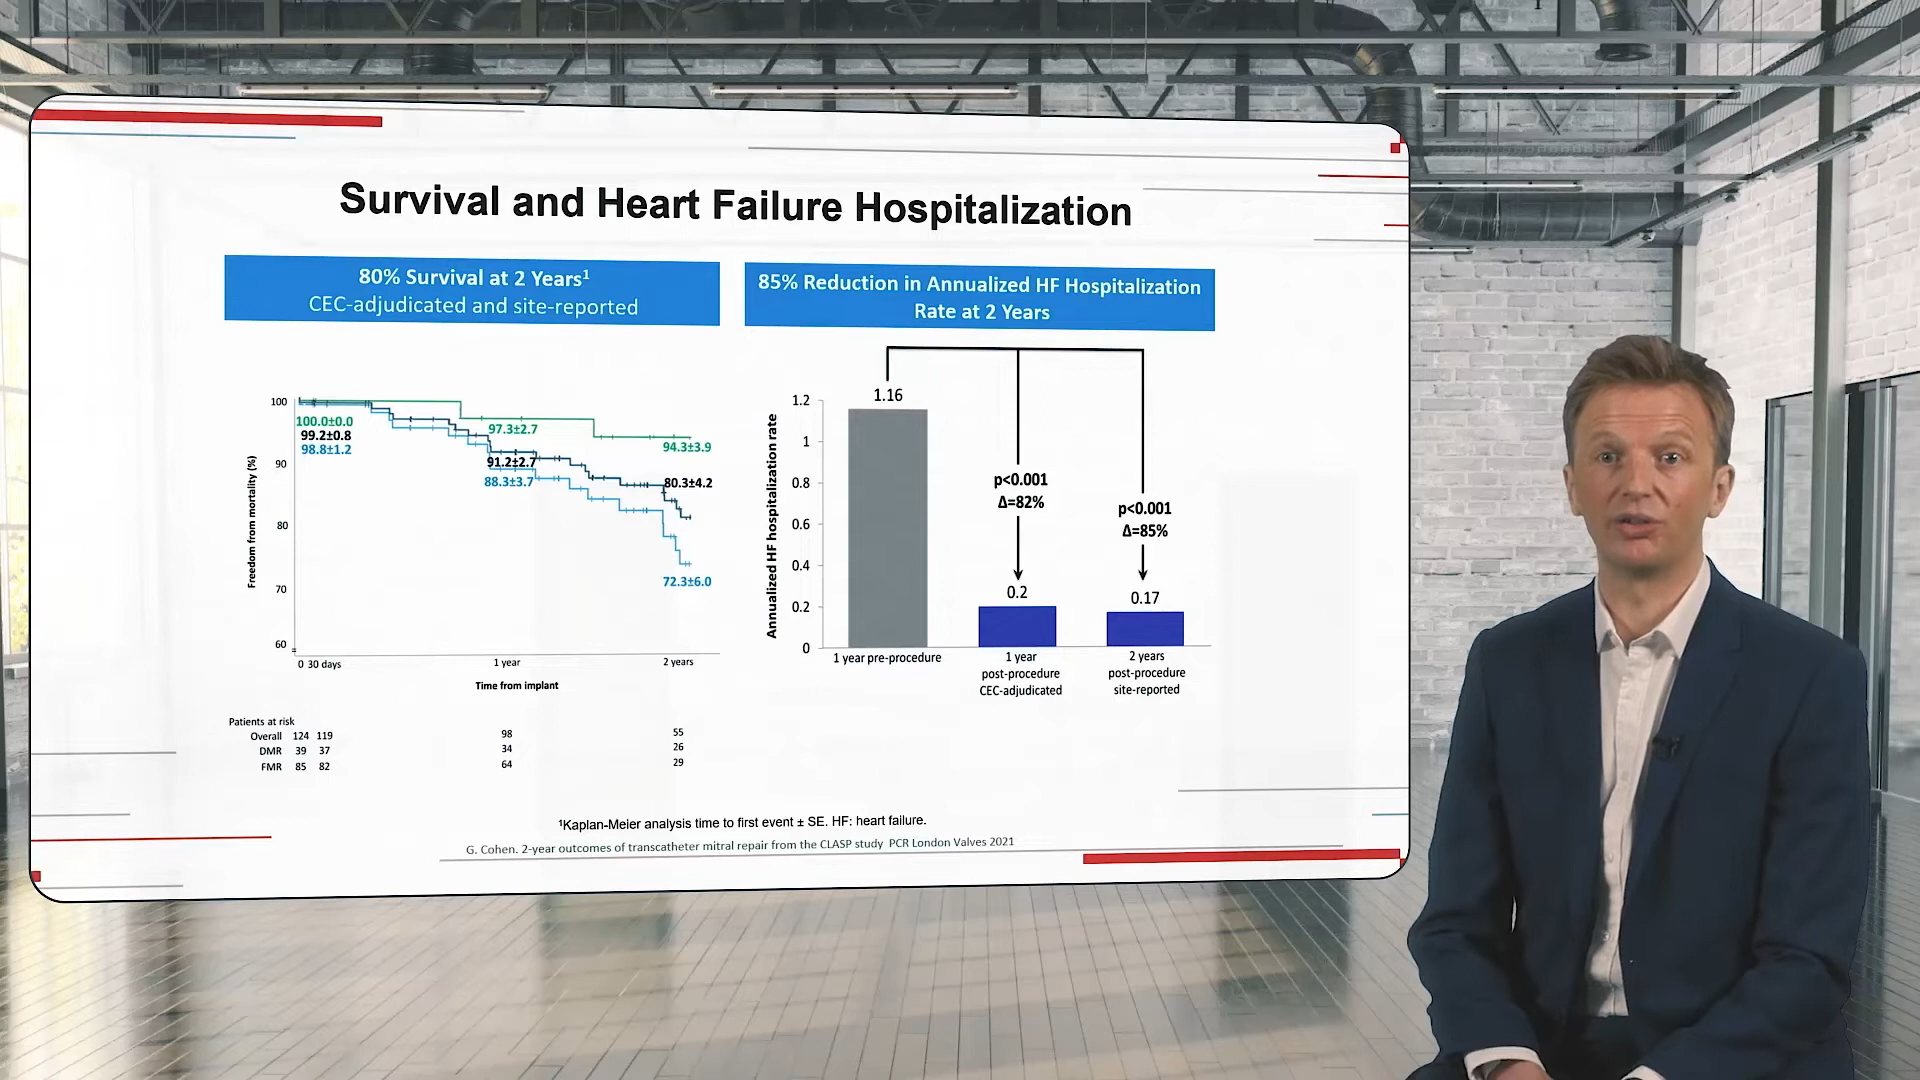 Survival and Heart Failure Hospitalization
80% Survival at 2 Years¹
CEC-adjudicated and site-reported
85% Reduction in Annualized HF Hospitalization
Rate at 2 Years
Freedom from mortality (%)
100
90
80
70
60
100.0±0.0
99.2±0.8
98.8±1.2
97.3±2.7
91.2±2.7
88.3±3.7
94.3±3.9
80.3±4.2
72.3±6.0
0 30 days
1 year
2 years
Time from implant
Patients at risk
Overall 124 119 98 55
DMR 39 37 34 26
FMR 85 82 64 29
Annualized HF hospitalization rate
1.2
1
0.8
0.6
0.4
0.2
0
1.16
p<0.001
Δ=82%
0.2
p<0.001
Δ=85%
0.17
1 year pre-procedure
1 year
post-procedure
CEC-adjudicated
2 years
post-procedure
site-reported
¹Kaplan-Meier analysis time to first event ± SE. HF: heart failure.
G. Cohen. 2-year outcomes of transcatheter mitral repair from the CLASP study PCR London Valves 2021